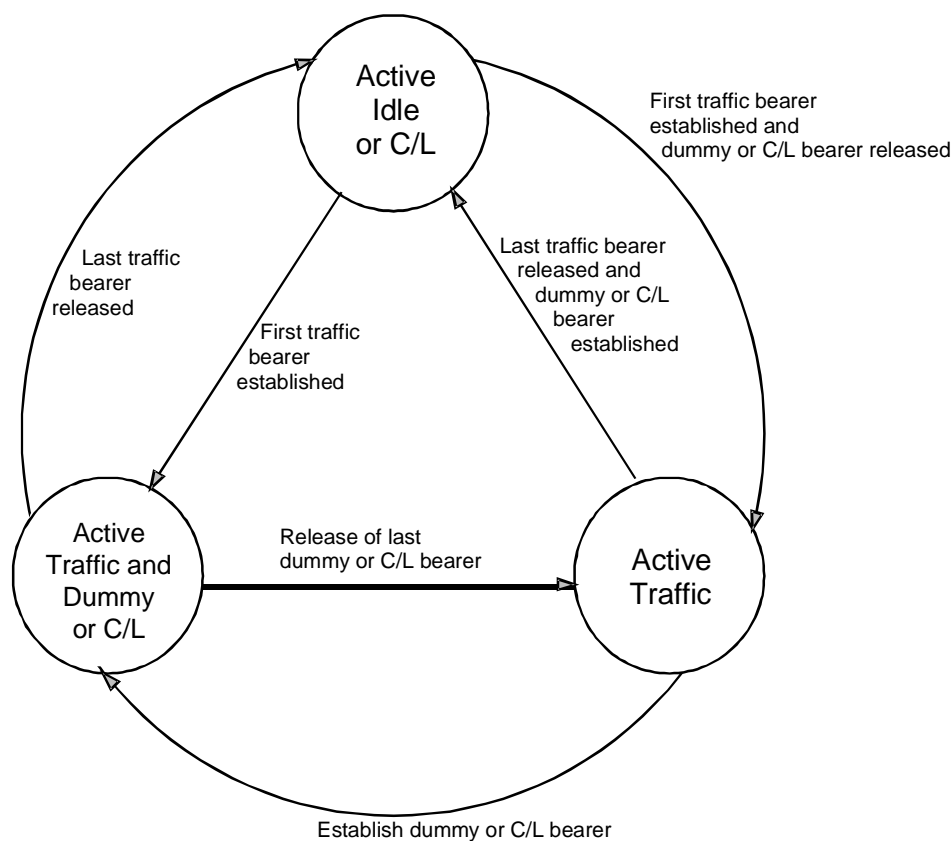 Active
Idle
or C/L
First traffic bearer
established and
dummy or C/L bearer released
Last traffic
bearer
released
Last traffic bearer
released and
dummy or C/L
bearer
established
First traffic
bearer
established
Active
Traffic and
Dummy
or C/L
Release of last
dummy or C/L bearer
Active
Traffic
Establish dummy or C/L bearer